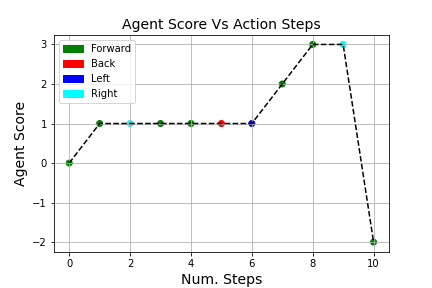 Agent Score Vs Action Steps
Forward
Back
Left
Right
3
2
1
0
−1
−2
Agent Score
0 2 4 6 8 10
Num. Steps